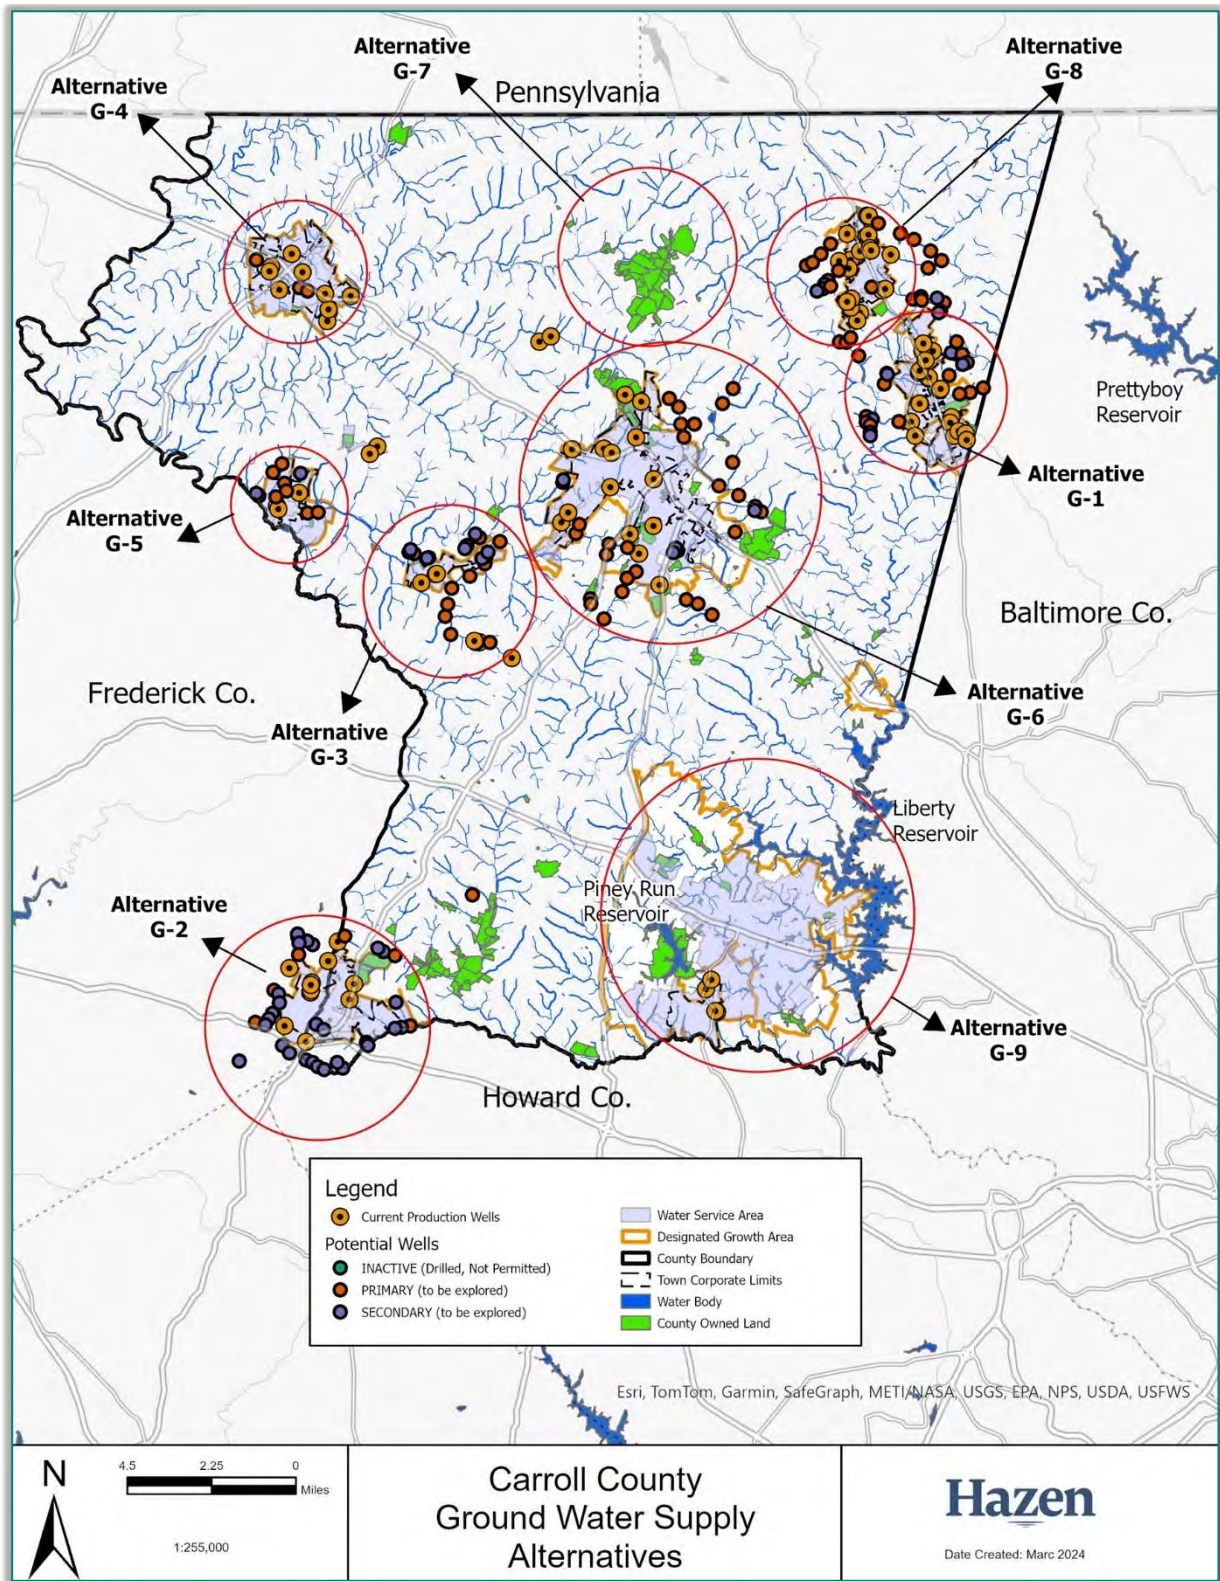 Alternative
G-7
Alternative
G-8
Alternative
G-4
Pennsylvania
Prettyboy
Reservoir
Alternative
G-1
Alternative
G-5
Baltimore Co.
Frederick Co.
Alternative
G-6
Alternative
G-3
Liberty
Reservoir
Piney Run
Reservoir
Alternative
G-2
Alternative
G-9
Howard Co.
Legend
Current Production Wells
Potential Wells
INACTIVE (Drilled, Not Permitted)
PRIMARY (to be explored)
SECONDARY (to be explored)
Water Service Area
Designated Growth Area
County Boundary
Town Corporate Limits
Water Body
County Owned Land
Esri, TomTom, Garmin, SafeGraph, METI/NASA, USGS, EPA, NPS, USDA, USFWS
N
4.5 2.25 0
Miles
1:255,000
Carroll County
Ground Water Supply
Alternatives
Hazen
Date Created: Marc 2024